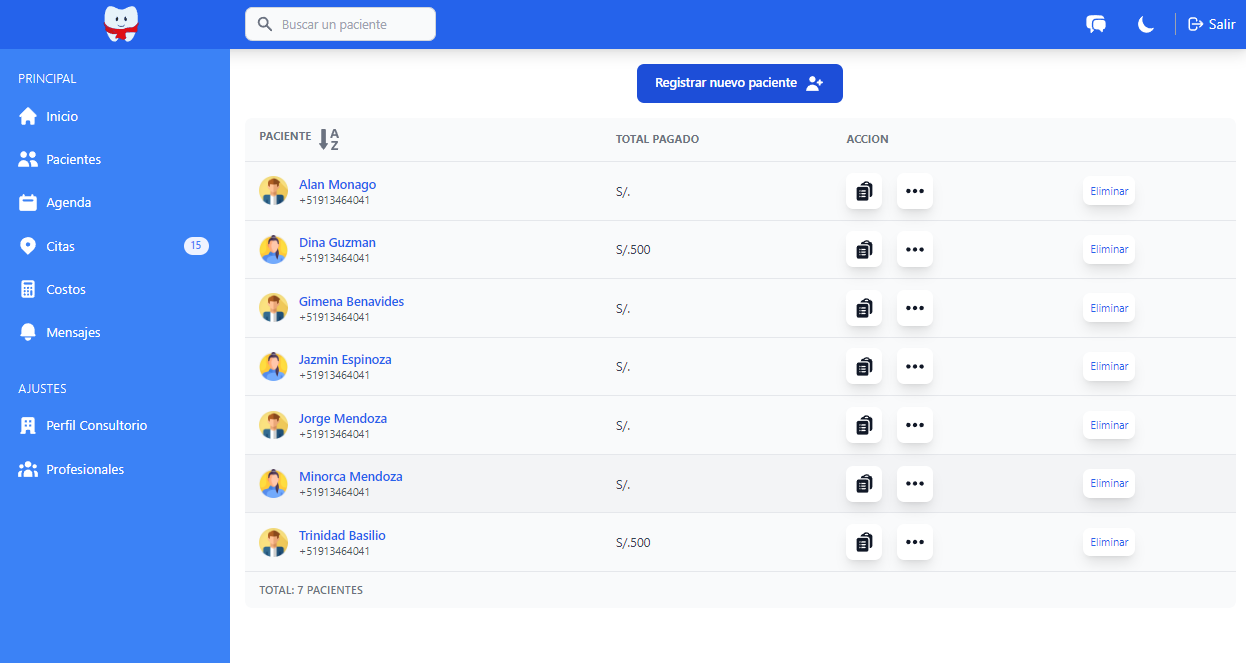 Buscar un paciente
Salir
PRINCIPAL
Inicio
Pacientes
Agenda
Citas 15
Costos
Mensajes
AJUSTES
Perfil Consultorio
Profesionales
Registrar nuevo paciente
PACIENTE AZ TOTAL PAGADO ACCION
Alan Monago
+51913464041
S/.
Eliminar
Dina Guzman
+51913464041
S/.500
Eliminar
Gimena Benavides
+51913464041
S/.
Eliminar
Jazmin Espinoza
+51913464041
S/.
Eliminar
Jorge Mendoza
+51913464041
S/.
Eliminar
Minorca Mendoza
+51913464041
S/.
Eliminar
Trinidad Basilio
+51913464041
S/.500
Eliminar
TOTAL: 7 PACIENTES